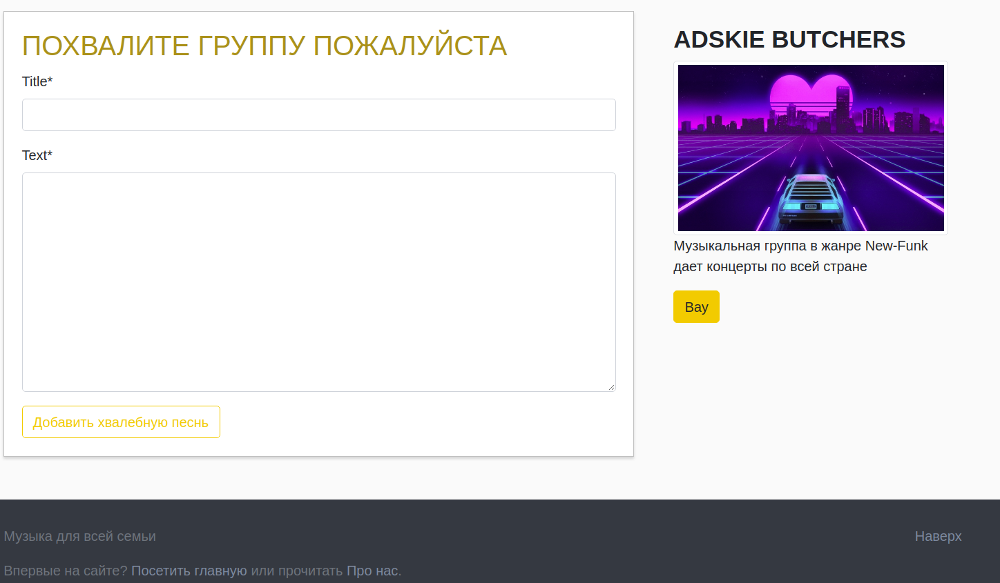 ПОХВАЛИТЕ ГРУППУ ПОЖАЛУЙСТА
Title*
Text*
Добавить хвалебную песнь
ADSKIE BUTCHERS
Музыкальная группа в жанре New-Funk
дает концерты по всей стране
Вау
Музыка для всей семьи
Наверх
Впервые на сайте? Посетить главную или прочитать Про нас.